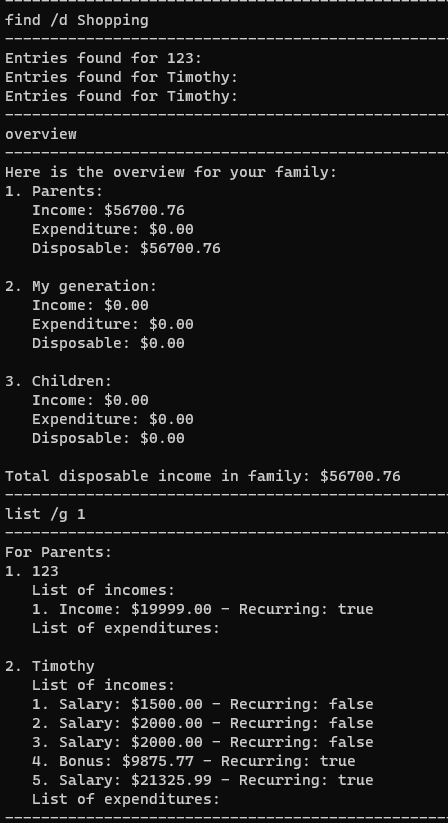 find /d Shopping
Entries found for 123:
Entries found for Timothy:
Entries found for Timothy:
overview
Here is the overview for your family:
1. Parents:
   Income: $56700.76
   Expenditure: $0.00
   Disposable: $56700.76

2. My generation:
   Income: $0.00
   Expenditure: $0.00
   Disposable: $0.00

3. Children:
   Income: $0.00
   Expenditure: $0.00
   Disposable: $0.00

Total disposable income in family: $56700.76
list /g 1
For Parents:
1. 123
   List of incomes:
   1. Income: $19999.00 - Recurring: true
   List of expenditures:

2. Timothy
   List of incomes:
   1. Salary: $1500.00 - Recurring: false
   2. Salary: $2000.00 - Recurring: false
   3. Salary: $2000.00 - Recurring: false
   4. Bonus: $9875.77 - Recurring: true
   5. Salary: $21325.99 - Recurring: true
   List of expenditures: